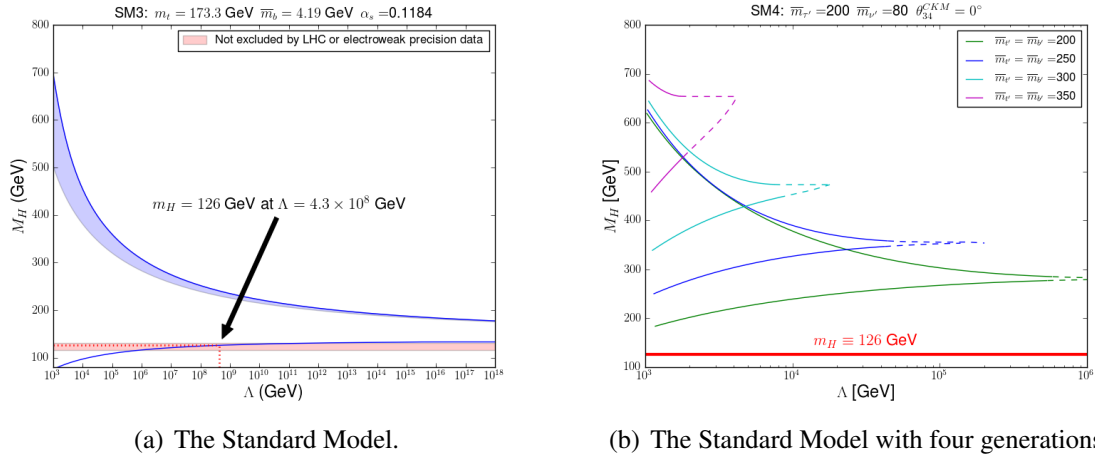 SM3: m_t = 173.3 GeV m̅_b = 4.19 GeV α_s =0.1184
Not excluded by LHC or electroweak precision data
800
700
600
500
400
300
200
100
M_H (GeV)
m_H = 126 GeV at Λ = 4.3 × 10^8 GeV
10^3 10^4 10^5 10^6 10^7 10^8 10^9 10^10 10^11 10^12 10^13 10^14 10^15 10^16 10^17 10^18
Λ (GeV)
(a) The Standard Model.
SM4: m̅_τ′ =200 m̅_ν′ =80 θ_34^CKM = 0°
m̅_t′ = m̅_b′ =200
m̅_t′ = m̅_b′ =250
m̅_t′ = m̅_b′ =300
m̅_t′ = m̅_b′ =350
800
700
600
500
400
300
200
100
M_H [GeV]
m_H ≡ 126 GeV
10^3 10^4 10^5 10^6
Λ [GeV]
(b) The Standard Model with four generations